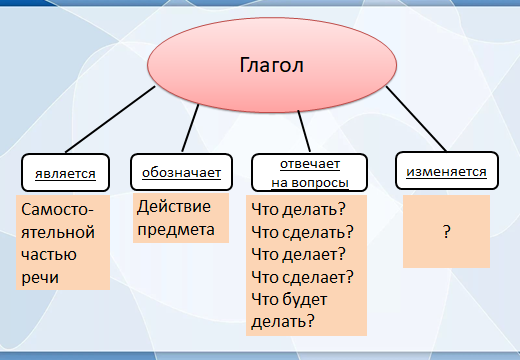 Глагол
является
обозначает
отвечает
на вопросы
изменяется
Самосто-
ятельной
частью
речи
Действие
предмета
Что делать?
Что сделать?
Что делает?
Что сделает?
Что будет
делать?
?